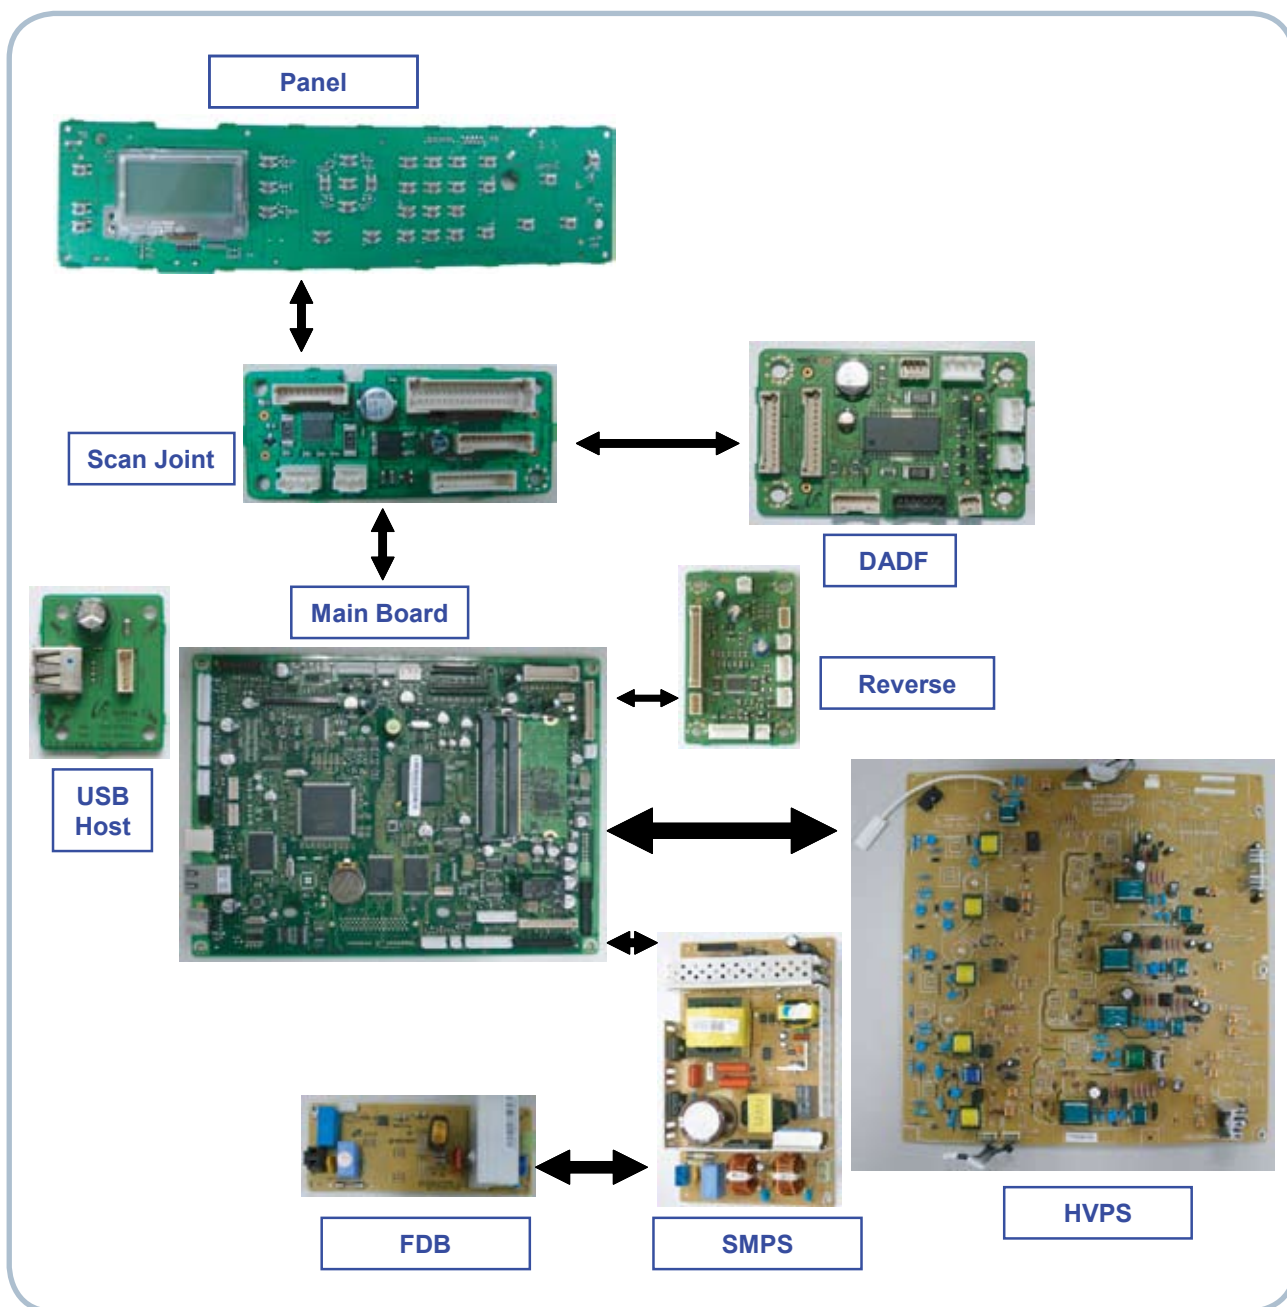 Panel
Scan Joint
DADF
Main Board
Reverse
USB
Host
HVPS
FDB
SMPS